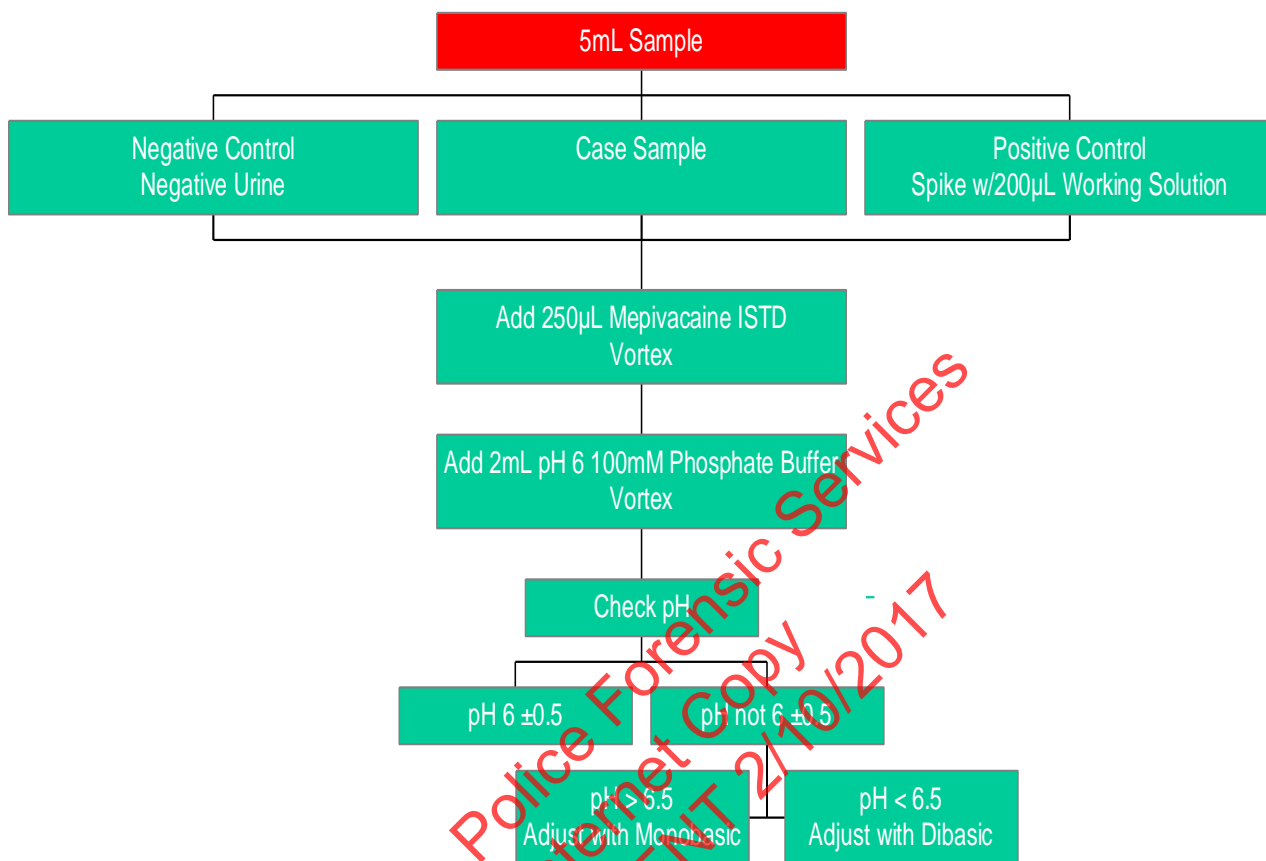 5mL Sample
Negative Control
Negative Urine
Case Sample
Positive Control
Spike w/200µL Working Solution
Add 250µL Mepivacaine ISTD
Vortex
Add 2mL pH 6 100mM Phosphate Buffer
Vortex
Check pH
pH 6 ±0.5
pH not 6 ±0.5
pH > 6.5
Adjust with Monobasic
pH < 6.5
Adjust with Dibasic
Police Forensic Services
Copy
2/10/2017